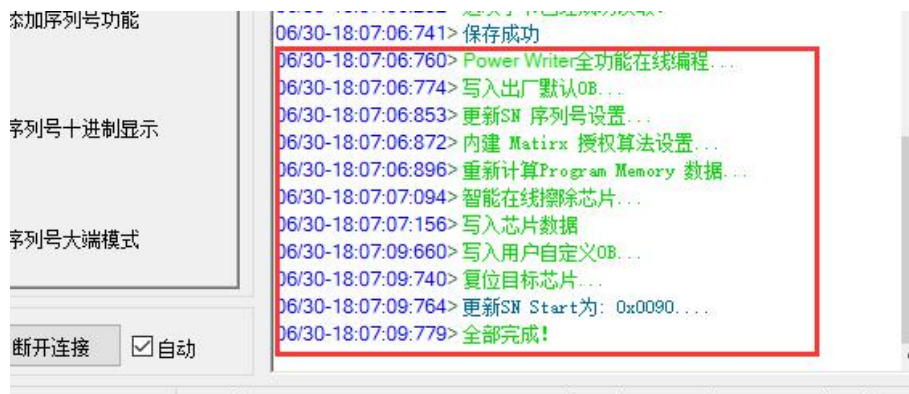 添加序列号功能
序列号十进制显示
序列号大端模式
断开连接
自动
06/30-18:07:06:741> 保存成功
06/30-18:07:06:760> Power Writer全功能在线编程...
06/30-18:07:06:774> 写入出厂默认OB...
06/30-18:07:06:853> 更新SN 序列号设置...
06/30-18:07:06:872> 内建 Matirx 授权算法设置...
06/30-18:07:06:896> 重新计算Program Memory 数据...
06/30-18:07:07:094> 智能在线擦除芯片...
06/30-18:07:07:156> 写入芯片数据
06/30-18:07:09:660> 写入用户自定义OB...
06/30-18:07:09:740> 复位目标芯片...
06/30-18:07:09:764> 更新SN Start为: 0x0090....
06/30-18:07:09:779> 全部完成!